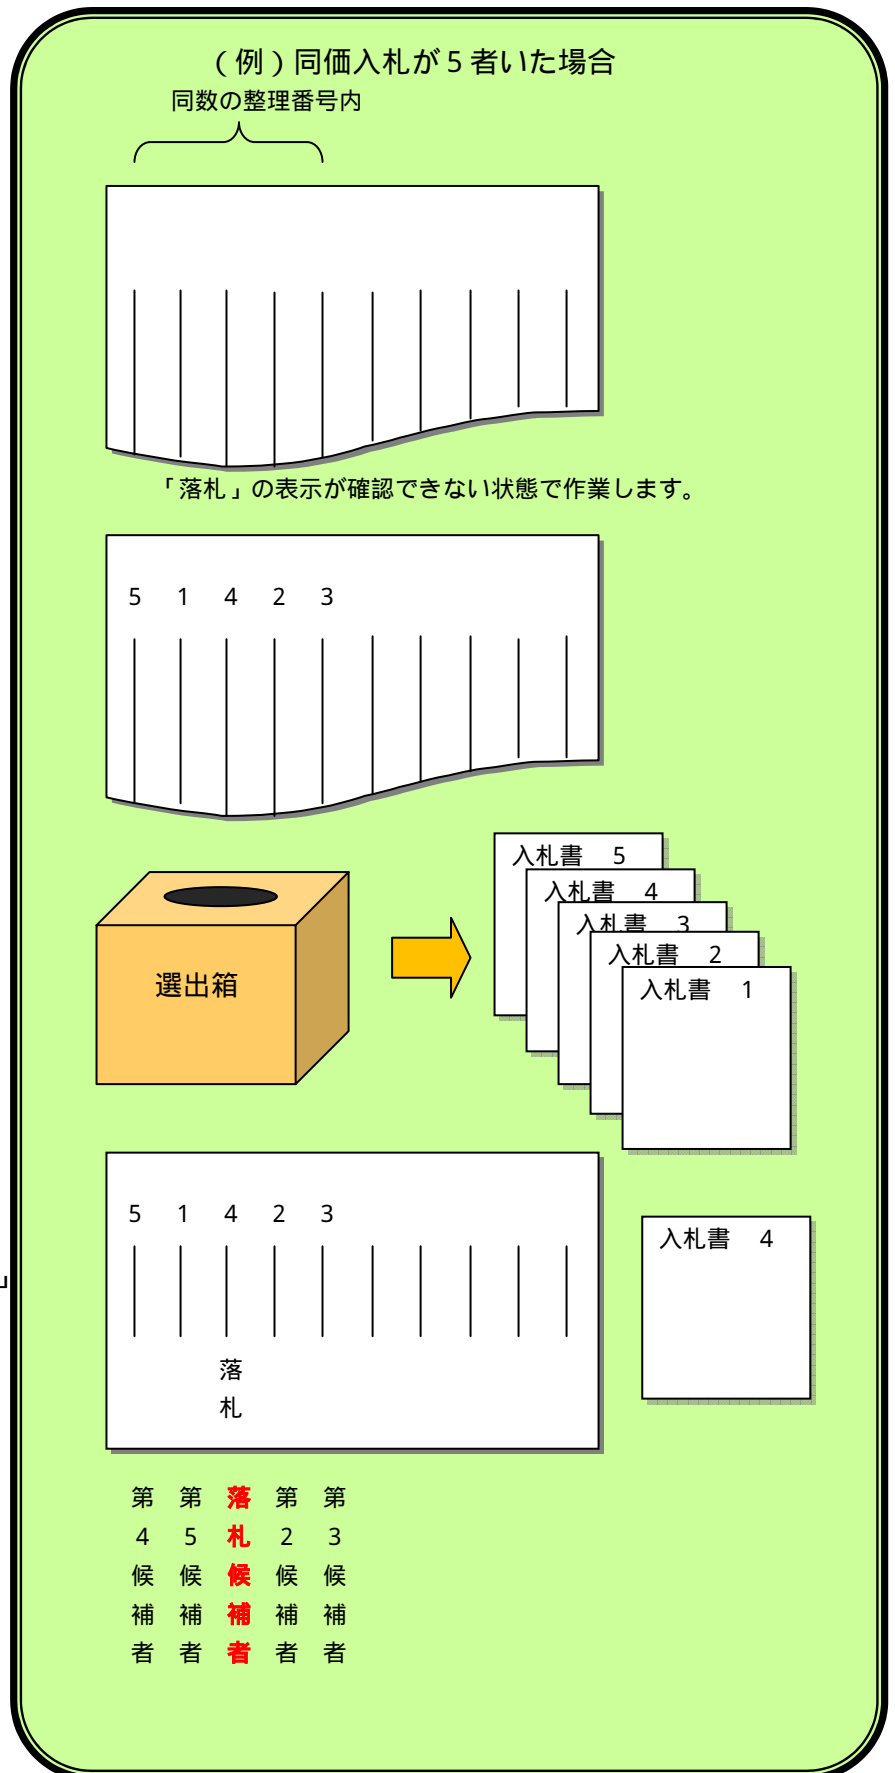 (例)同価入札が5者いた場合
同数の整理番号内
「落札」の表示が確認できない状態で作業します。
5 1 4 2 3
選出箱
入札書 5
入札書 4
入札書 3
入札書 2
入札書 1
5 1 4 2 3
落札
入札書 4
」
第4候補者
第5候補者
落札候補者
第2候補者
第3候補者